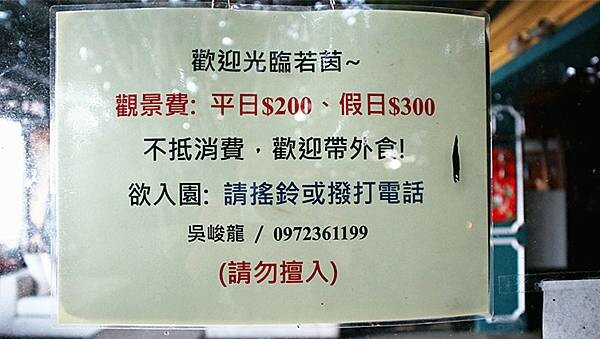 歡迎光臨若茵~
觀景費: 平日$200、假日$300
不抵消費，歡迎帶外食!
欲入園: 請搖鈴或撥打電話
吳峻龍 / 0972361199
(請勿擅入)